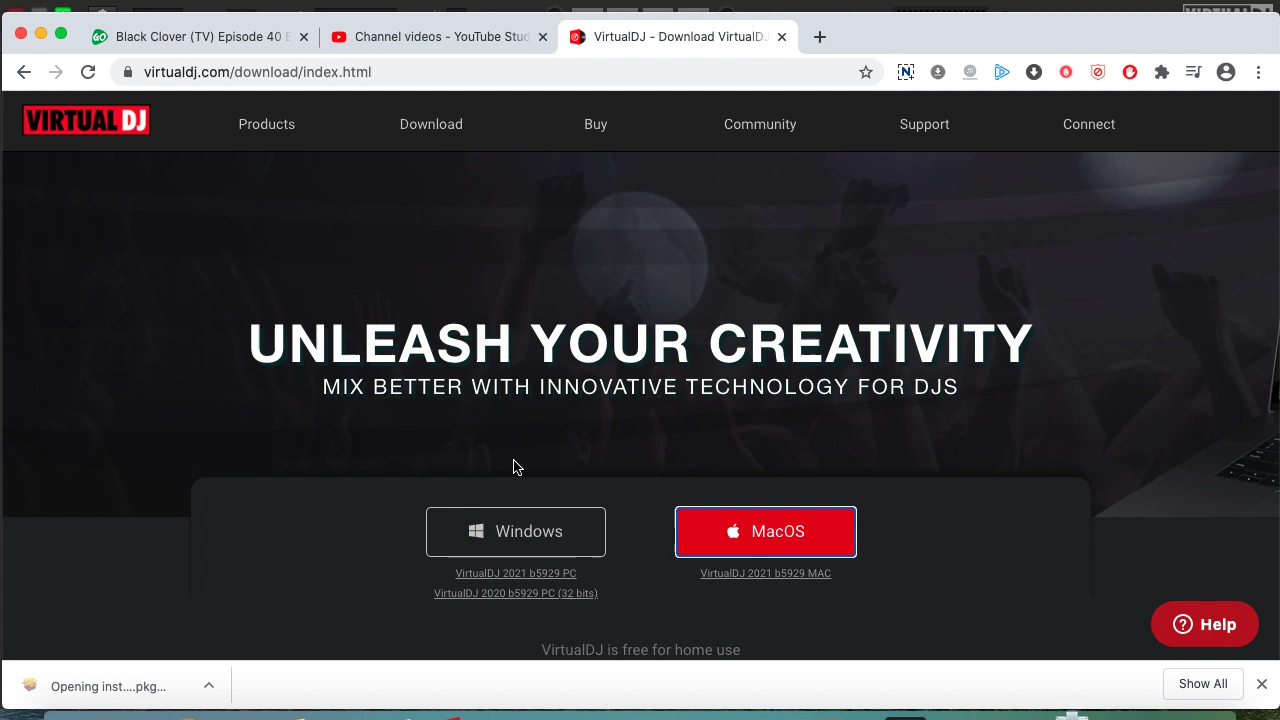 Black Clover (TV) Episode 40 E
Channel videos - YouTube Stud
VirtualDJ - Download VirtualDJ
virtualdj.com/download/index.html
VIRTUAL DJ
Products
Download
Buy
Community
Support
Connect
UNLEASH YOUR CREATIVITY
MIX BETTER WITH INNOVATIVE TECHNOLOGY FOR DJS
Windows
MacOS
VirtualDJ 2021 b5929 PC
VirtualDJ 2021 b5929 MAC
VirtualDJ 2020 b5929 PC (32 bits)
Help
VirtualDJ is free for home use
Opening inst....pkg...
Show All